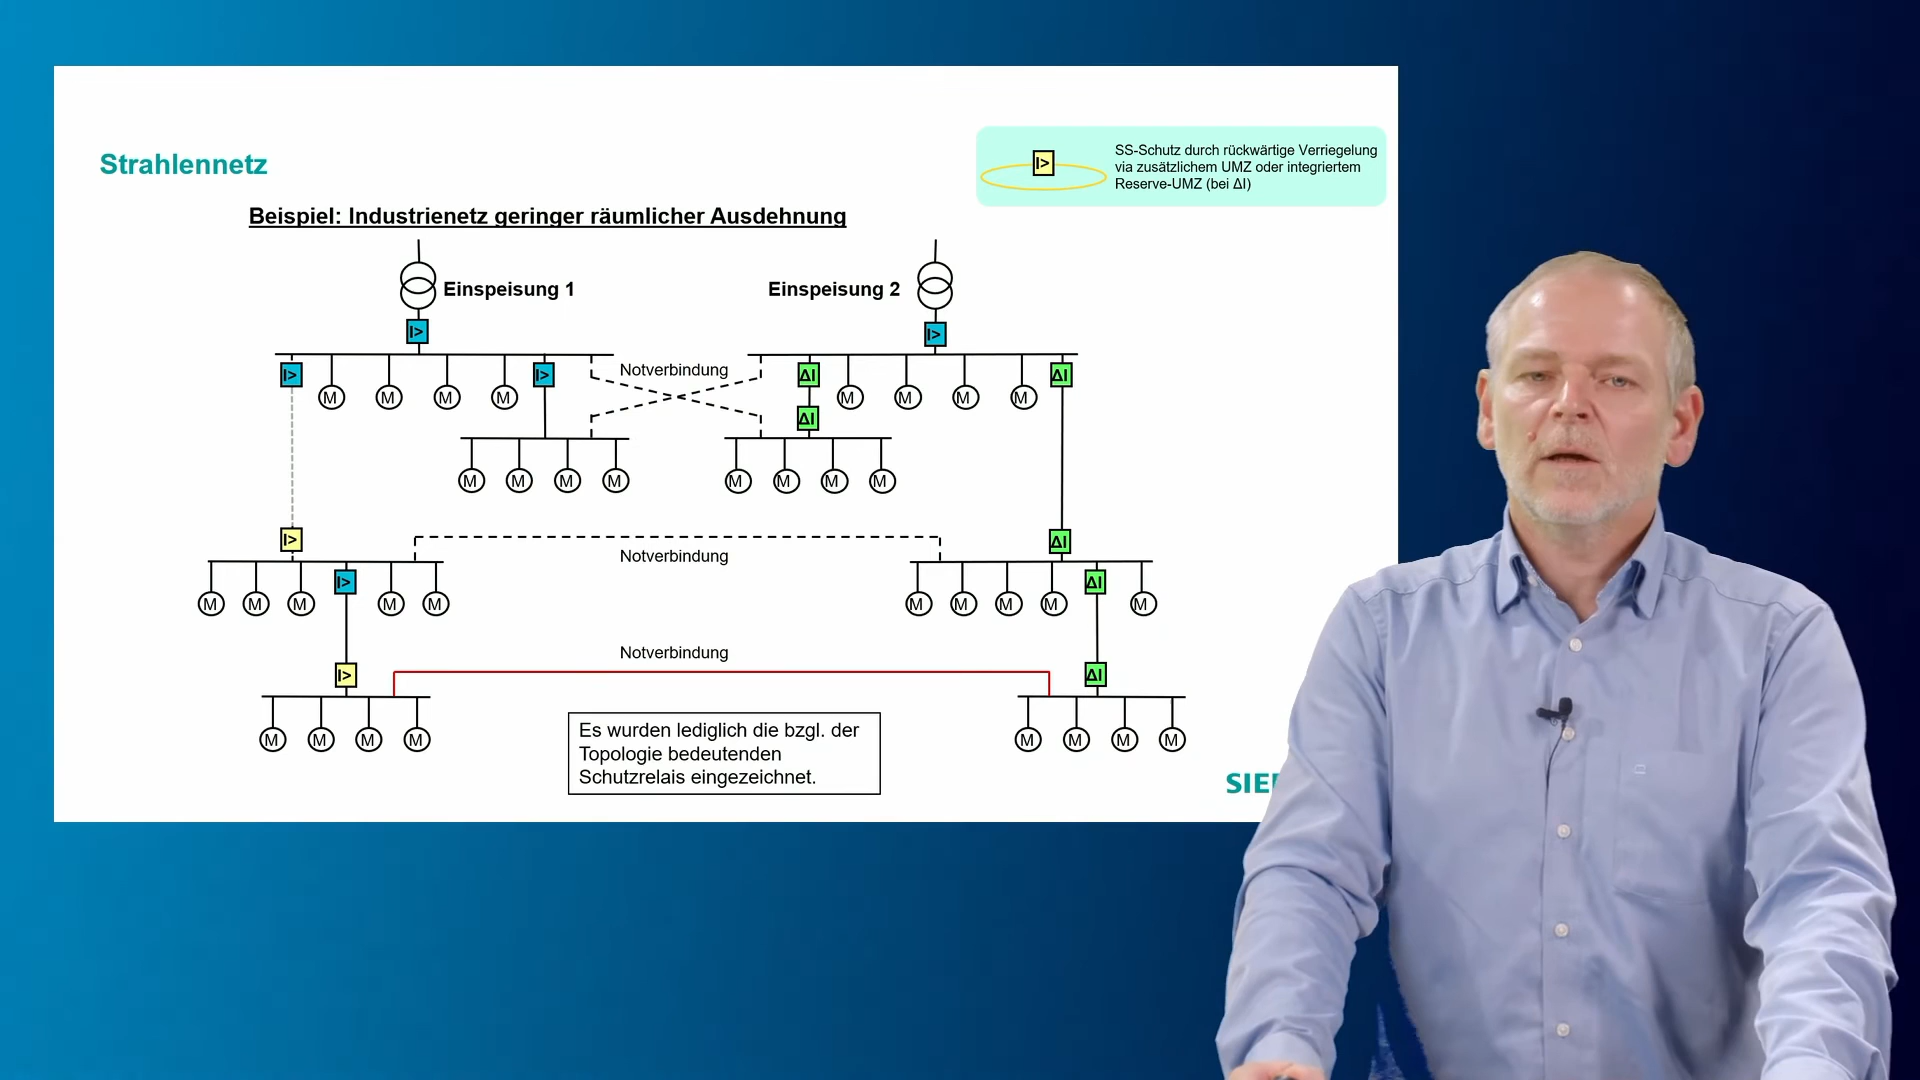 Strahlennetz
I>
SS-Schutz durch rückwärtige Verriegelung
via zusätzlichem UMZ oder integriertem
Reserve-UMZ (bei ΔI)
Beispiel: Industrienetz geringer räumlicher Ausdehnung
Einspeisung 1
Einspeisung 2
I> I>
I> M M M M I> Notverbindung ΔI M M M M ΔI
ΔI
M M M M M M M M
I> ΔI
Notverbindung
I> ΔI
M M M M M M M M M M
Notverbindung
I> ΔI
M M M M M M M M
Es wurden lediglich die bzgl. der
Topologie bedeutenden
Schutzrelais eingezeichnet.
SIE